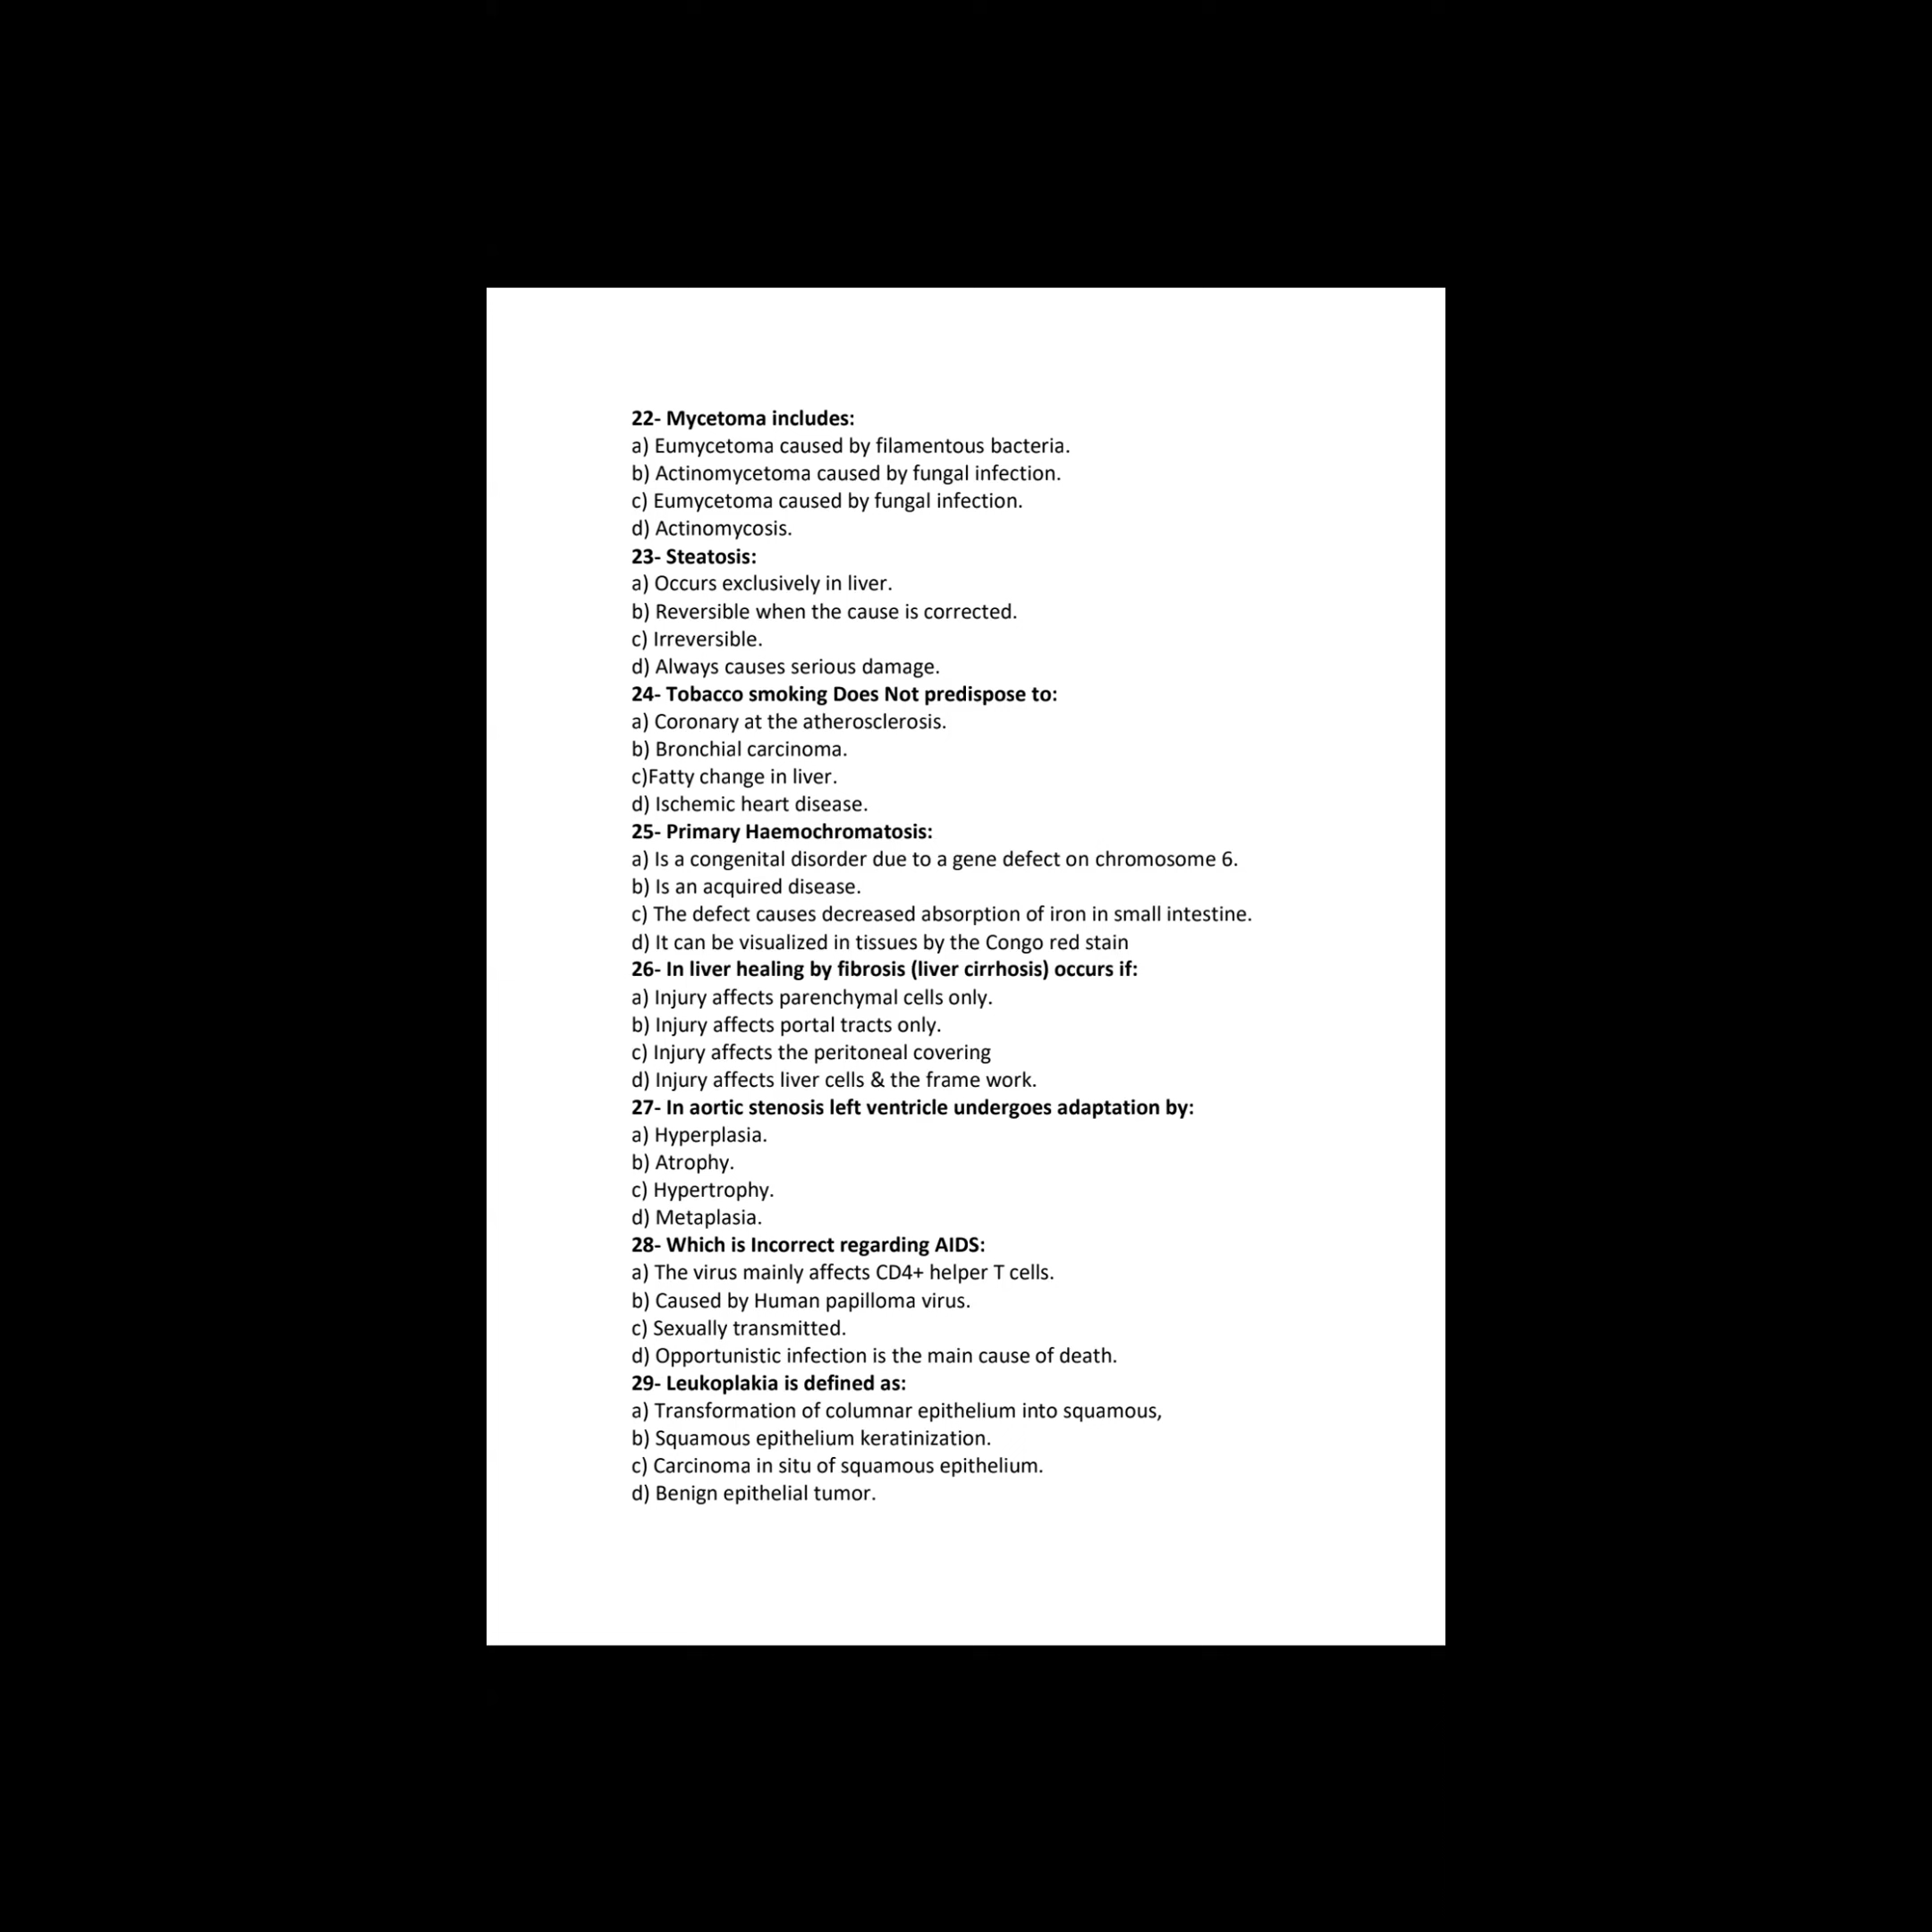 22- Mycetoma includes:
a) Eumycetoma caused by filamentous bacteria.
b) Actinomycetoma caused by fungal infection.
c) Eumycetoma caused by fungal infection.
d) Actinomycosis.
23- Steatosis:
a) Occurs exclusively in liver.
b) Reversible when the cause is corrected.
c) Irreversible.
d) Always causes serious damage.
24- Tobacco smoking Does Not predispose to:
a) Coronary at the atherosclerosis.
b) Bronchial carcinoma.
c)Fatty change in liver.
d) Ischemic heart disease.
25- Primary Haemochromatosis:
a) Is a congenital disorder due to a gene defect on chromosome 6.
b) Is an acquired disease.
c) The defect causes decreased absorption of iron in small intestine.
d) It can be visualized in tissues by the Congo red stain
26- In liver healing by fibrosis (liver cirrhosis) occurs if:
a) Injury affects parenchymal cells only.
b) Injury affects portal tracts only.
c) Injury affects the peritoneal covering
d) Injury affects liver cells & the frame work.
27- In aortic stenosis left ventricle undergoes adaptation by:
a) Hyperplasia.
b) Atrophy.
c) Hypertrophy.
d) Metaplasia.
28- Which is Incorrect regarding AIDS:
a) The virus mainly affects CD4+ helper T cells.
b) Caused by Human papilloma virus.
c) Sexually transmitted.
d) Opportunistic infection is the main cause of death.
29- Leukoplakia is defined as:
a) Transformation of columnar epithelium into squamous,
b) Squamous epithelium keratinization.
c) Carcinoma in situ of squamous epithelium.
d) Benign epithelial tumor.